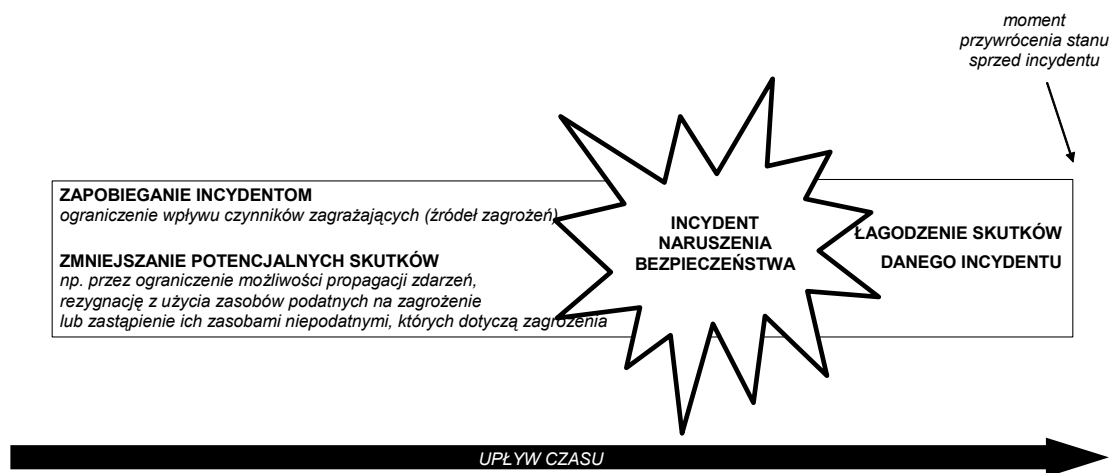 moment
przywrócenia stanu
sprzed incydentu
ZAPOBIEGANIE INCYDENTOM
ograniczenie wpływu czynników zagrażających (źródeł zagrożeń)
ZMNIEJSZANIE POTENCJALNYCH SKUTKÓW
np. przez ograniczenie możliwości propagacji zdarzeń,
rezygnację z użycia zasobów podatnych na zagrożenie
lub zastąpienie ich zasobami niepodatnymi, których dotyczą zagrożenia
INCYDENT
NARUSZENIA
BEZPIECZEŃSTWA
ŁAGODZENIE SKUTKÓW
DANEGO INCYDENTU
UPŁYW CZASU